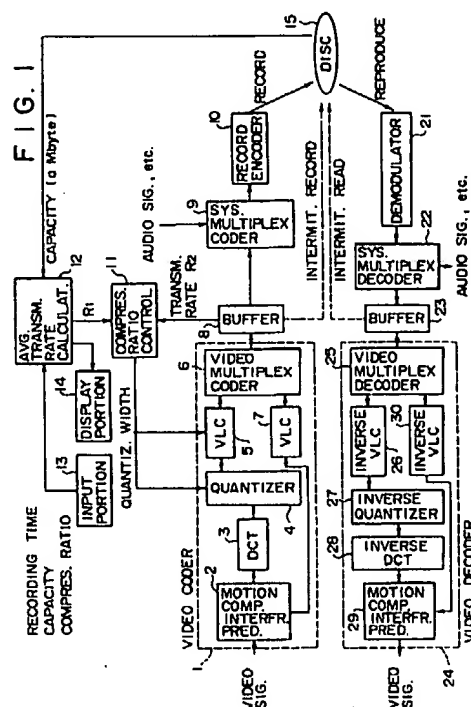 FIG. 1
RECORDING TIME
CAPACITY
COMPRES. RATIO
13
INPUT
PORTION
14
DISPLAY
PORTION
12
AVG. TRANSM.
RATE
CALCULAT.
CAPACITY (a Mbyte)
R1
11
COMPRES.
RATIO
CONTROL
TRANSM.
RATE R2
QUANTIZ. WIDTH
AUDIO SIG., etc.
9
SYS.
MULTIPLEX
CODER
10
RECORD
ENCODER
RECORD
15
DISC
VIDEO CODER
1
VIDEO
SIG.
2
MOTION
COMP.
INTERFR.
PRED.
3
DCT
4
QUANTIZER
5
VLC
7
VLC
6
VIDEO
MULTIPLEX
CODER
8
BUFFER
INTERMIT. RECORD
INTERMIT. READ
REPRODUCE
21
DEMODULATOR
22
SYS.
MULTIPLEX
DECODER
AUDIO SIG., etc.
23
BUFFER
25
VIDEO
MULTIPLEX
DECODER
26
INVERSE
VLC
30
INVERSE
VLC
27
INVERSE
QUANTIZER
28
INVERSE
DCT
29
MOTION
COMP.
INTERFR.
PRED.
24
VIDEO DECODER
VIDEO
SIG.